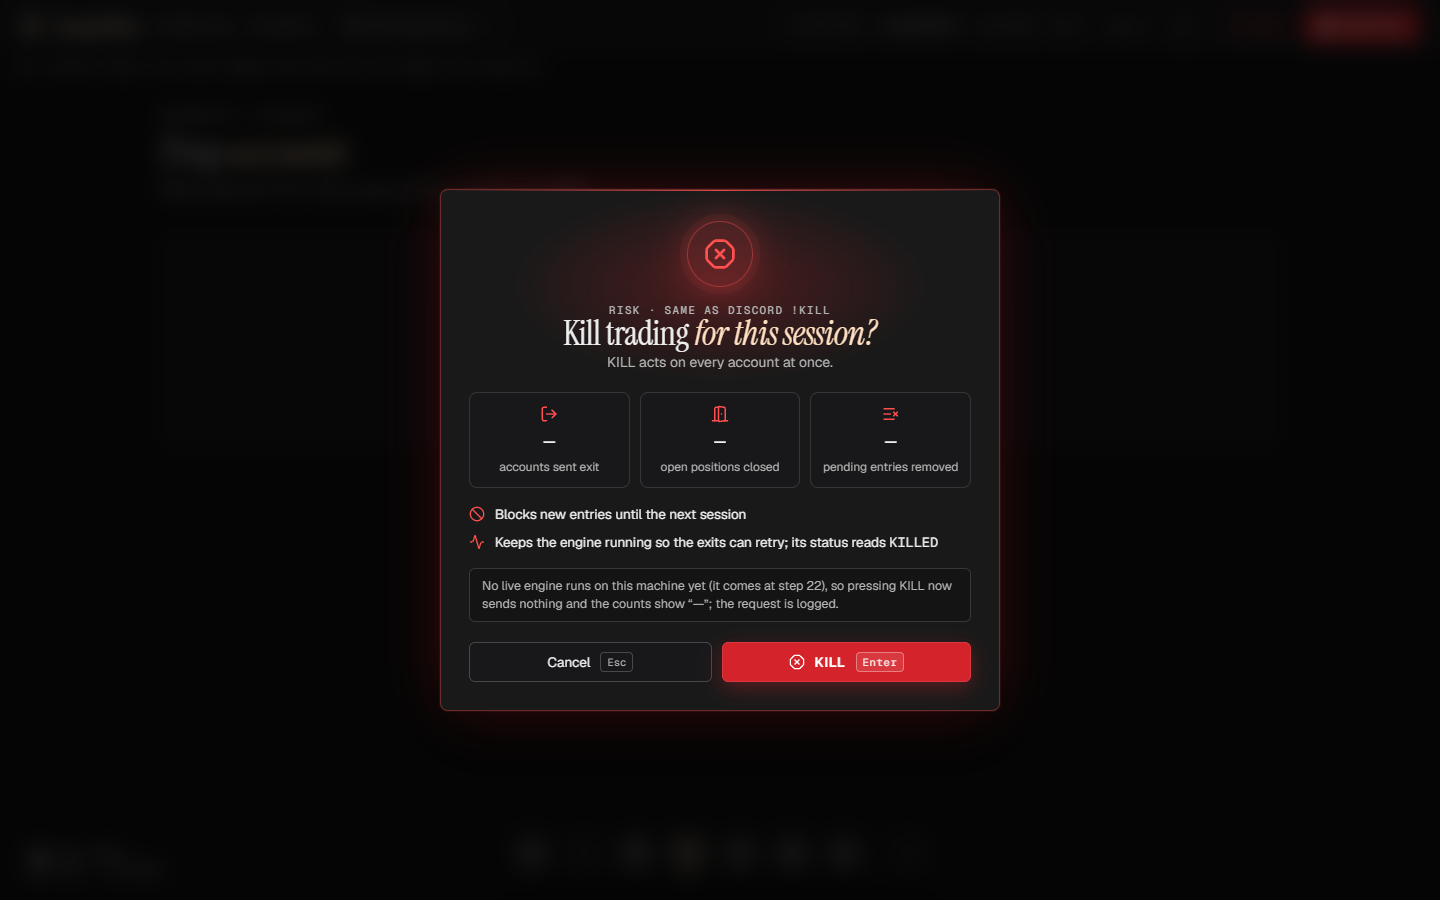 RISK · SAME AS DISCORD !KILL
Kill trading for this session?
KILL acts on every account at once.
—
accounts sent exit
—
open positions closed
—
pending entries removed
Blocks new entries until the next session
Keeps the engine running so the exits can retry; its status reads KILLED
No live engine runs on this machine yet (it comes at step 22), so pressing KILL now
sends nothing and the counts show “—”; the request is logged.
Cancel Esc
KILL Enter